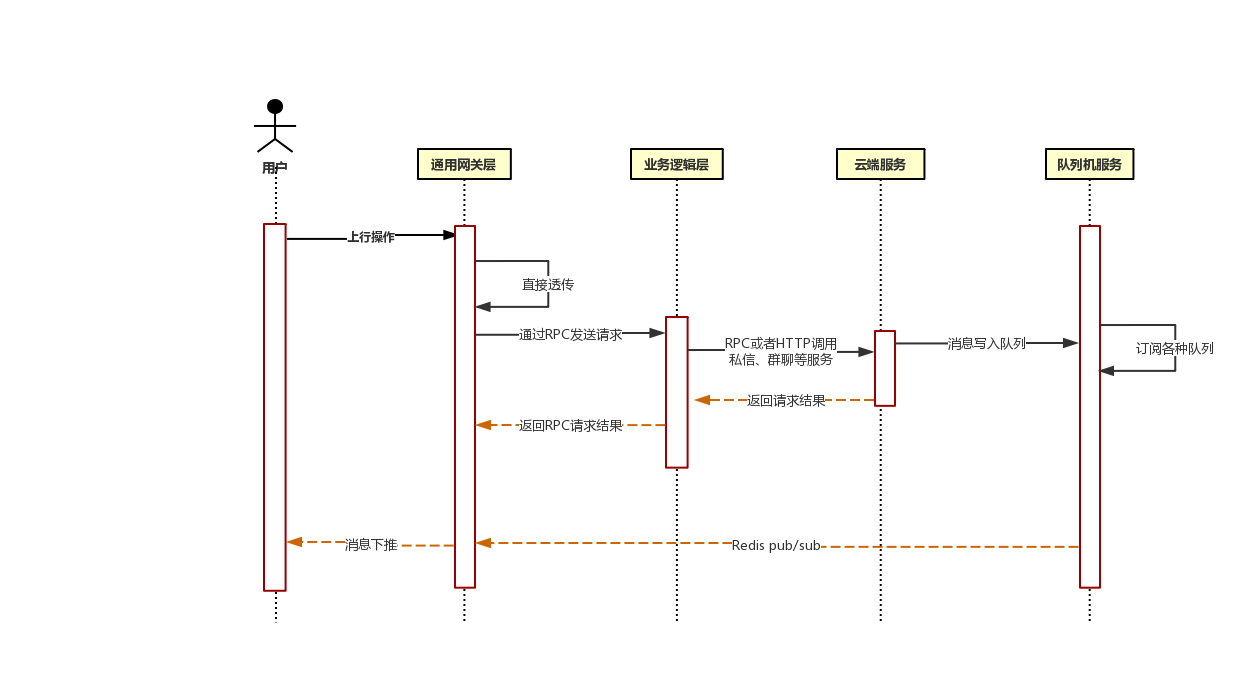 用户
通用网关层
业务逻辑层
云端服务
队列机服务
上行操作
直接透传
通过RPC发送请求
RPC或者HTTP调用
私信、群聊等服务
消息写入队列
订阅各种队列
返回请求结果
返回RPC请求结果
消息下推
Redis pub/sub